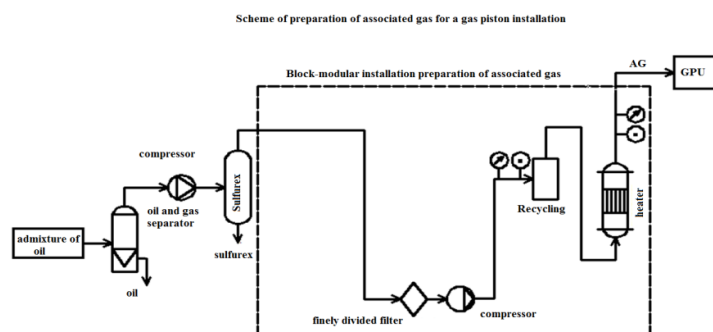 Scheme of preparation of associated gas for a gas piston installation
AG
GPU
Block-modular installation preparation of associated gas
compressor
Sulfurex
oil and gas
separator
Recycling
heater
admixture of
oil
sulfurex
oil
finely divided filter
compressor